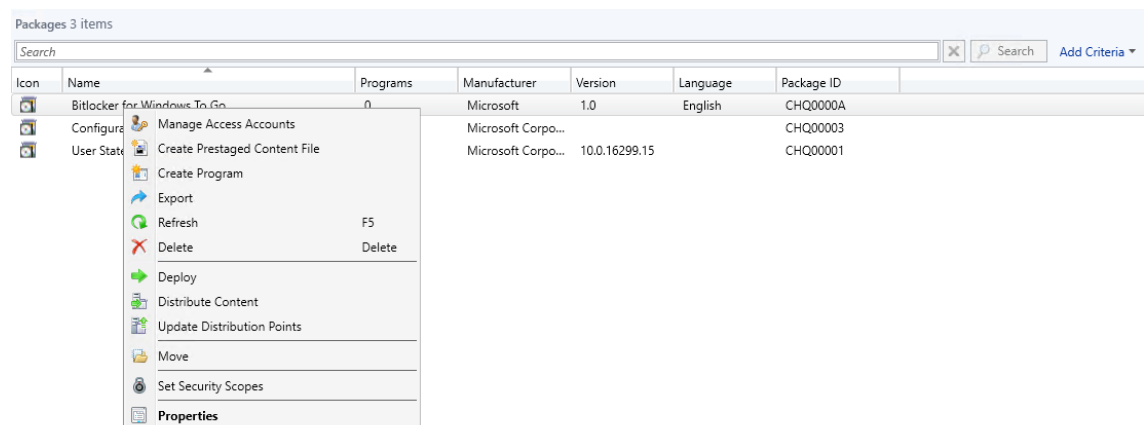 Packages 3 items
Search Search Add Criteria
Icon Name Programs Manufacturer Version Language Package ID
Bitlocker for Windows To Go 0 Microsoft 1.0 English CHQ0000A
Configura Microsoft Corpo... CHQ00003
User State Microsoft Corpo... 10.0.16299.15 CHQ00001
Manage Access Accounts
Create Prestaged Content File
Create Program
Export
Refresh F5
Delete Delete
Deploy
Distribute Content
Update Distribution Points
Move
Set Security Scopes
Properties